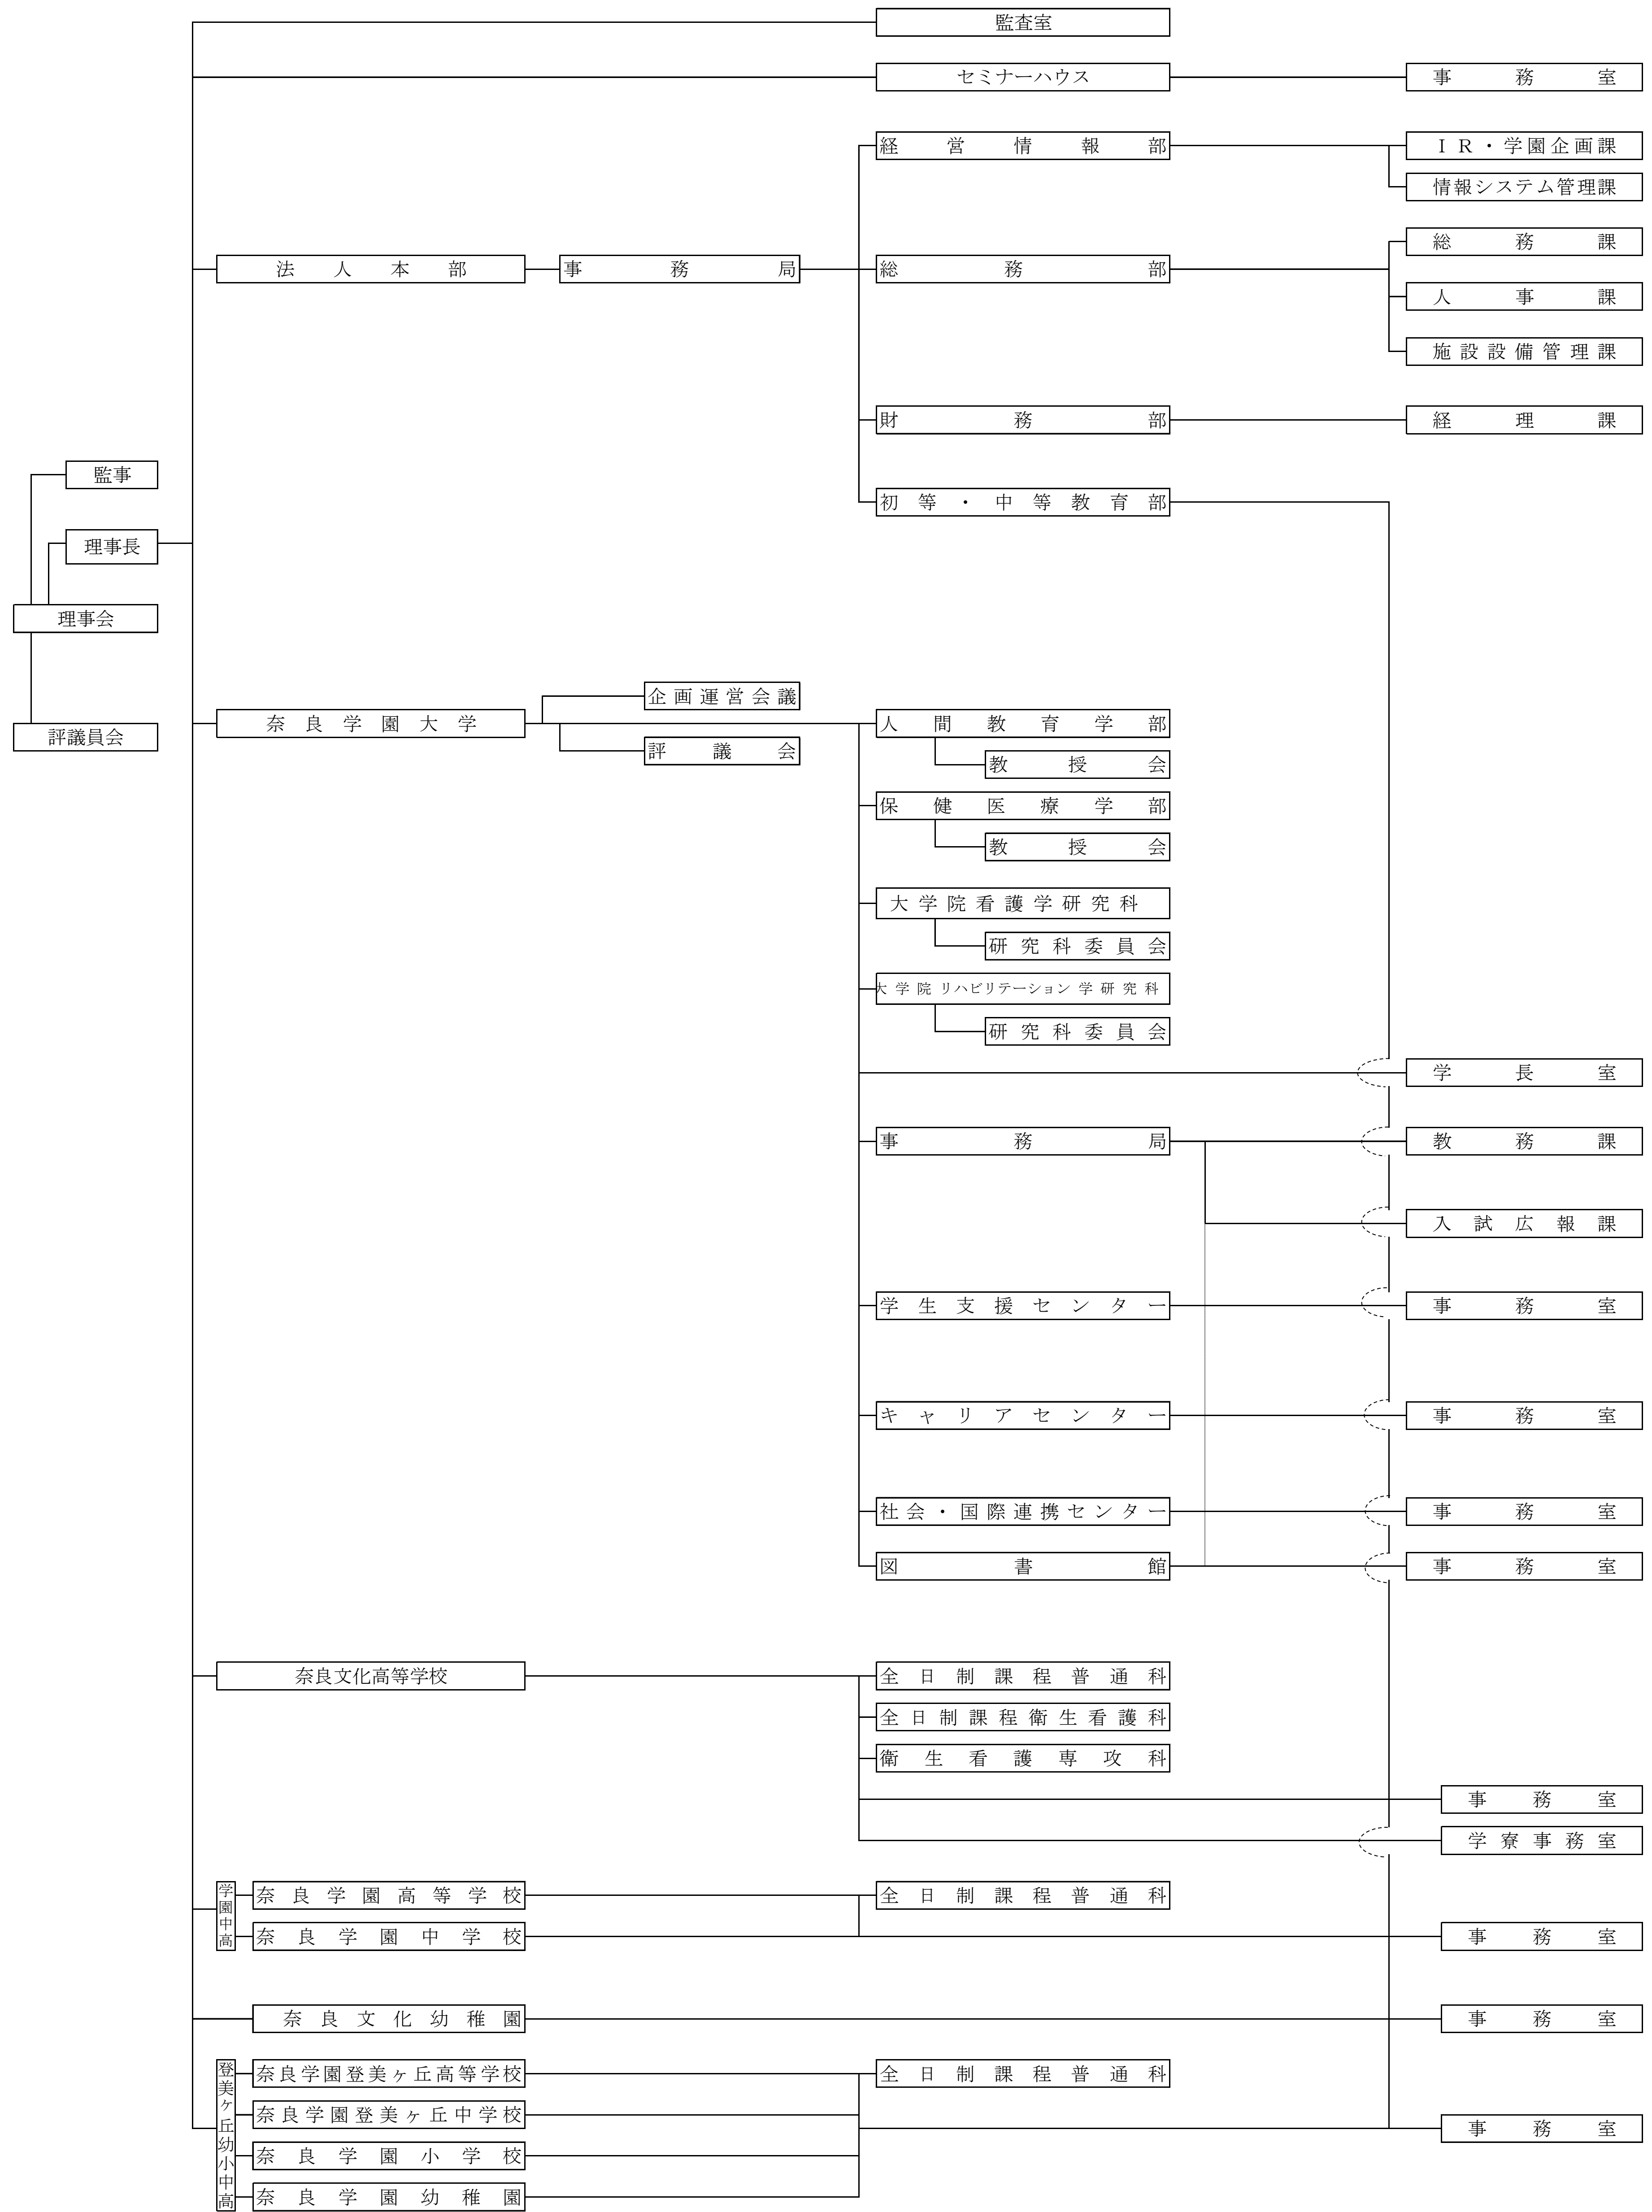 監査室
セミナーハウス
事務室
経営情報部
ＩＲ・学園企画課
情報システム管理課
総務課
法人本部
事務局
総務部
人事課
施設設備管理課
財務部
経理課
監事
初等・中等教育部
理事長
理事会
企画運営会議
奈良学園大学
人間教育学部
評議員会
評議会
教授会
保健医療学部
教授会
大学院看護学研究科
研究科委員会
大学院リハビリテーション学研究科
研究科委員会
学長室
事務局
教務課
入試広報課
学生支援センター
事務室
キャリアセンター
事務室
社会・国際連携センター
事務室
図書館
事務室
奈良文化高等学校
全日制課程普通科
全日制課程衛生看護科
衛生看護専攻科
事務室
学寮事務室
学園中高
奈良学園高等学校
全日制課程普通科
奈良学園中学校
事務室
奈良文化幼稚園
事務室
登美ヶ丘幼小中高
奈良学園登美ヶ丘高等学校
全日制課程普通科
奈良学園登美ヶ丘中学校
事務室
奈良学園小学校
奈良学園幼稚園